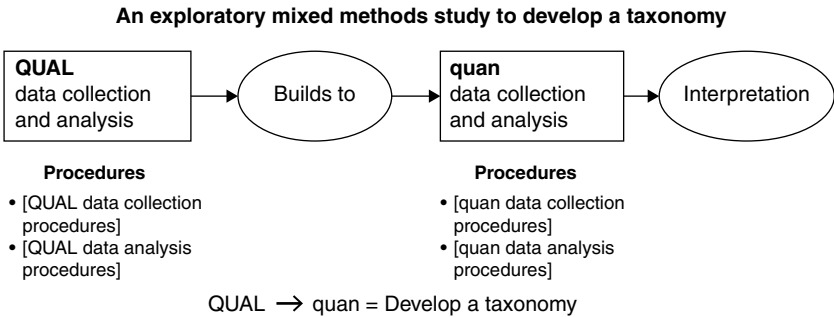 An exploratory mixed methods study to develop a taxonomy
QUAL
data collection
and analysis
Builds to
quan
data collection
and analysis
Interpretation
Procedures
• [QUAL data collection
procedures]
• [QUAL data analysis
procedures]
Procedures
• [quan data collection
procedures]
• [quan data analysis
procedures]
QUAL → quan = Develop a taxonomy